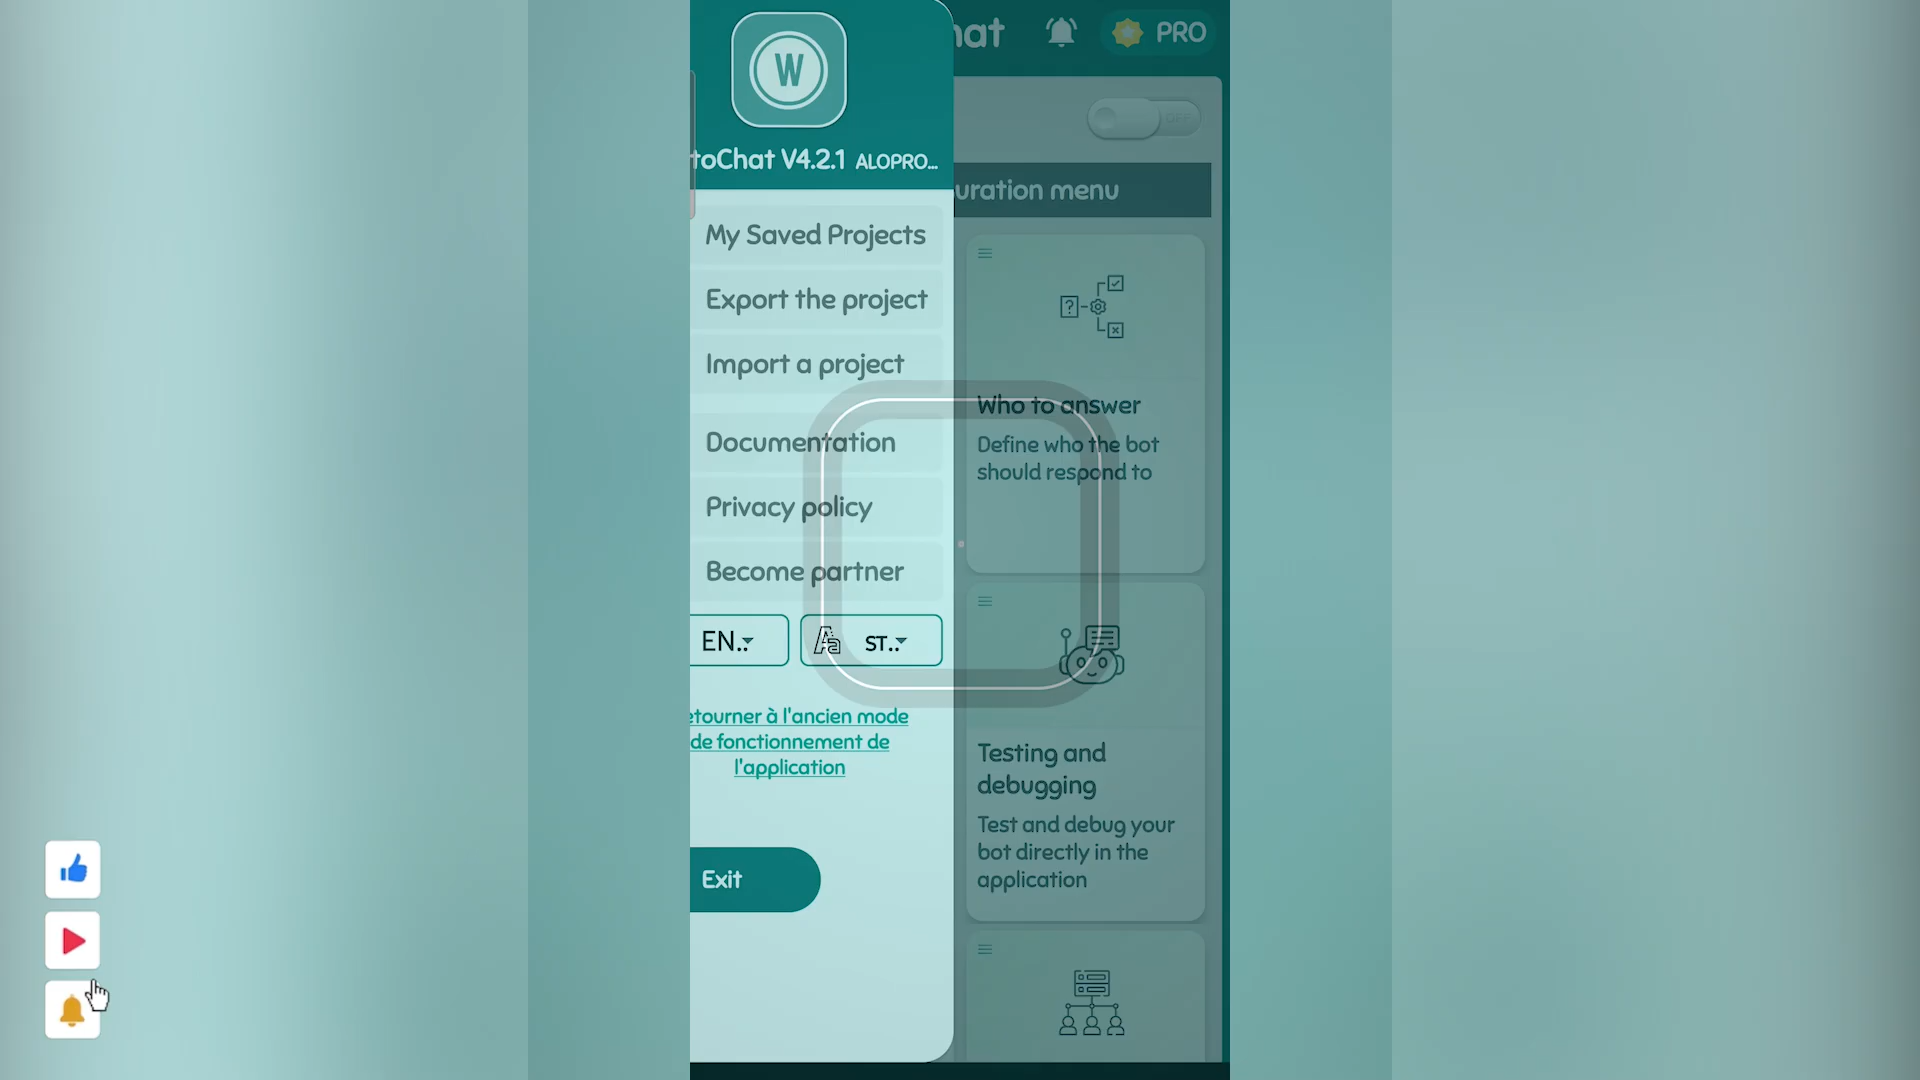 W
toChat V4.2.1 ALOPRO...
My Saved Projects
Export the project
Import a project
Documentation
Privacy policy
Become partner
EN..
ST..
etourner à l'ancien mode
de fonctionnement de
l'application
Exit
hat
PRO
OFF
uration menu
Who to answer
Define who the bot
should respond to
Testing and
debugging
Test and debug your
bot directly in the
application